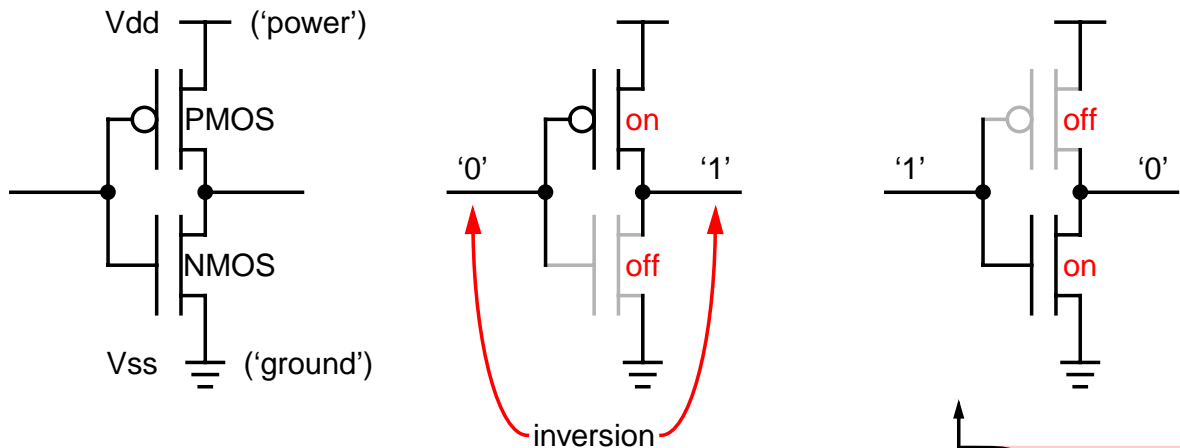 Vdd (‘power’)
PMOS on off
‘0’ ‘1’ ‘1’ ‘0’
NMOS off on
Vss (‘ground’)
inversion